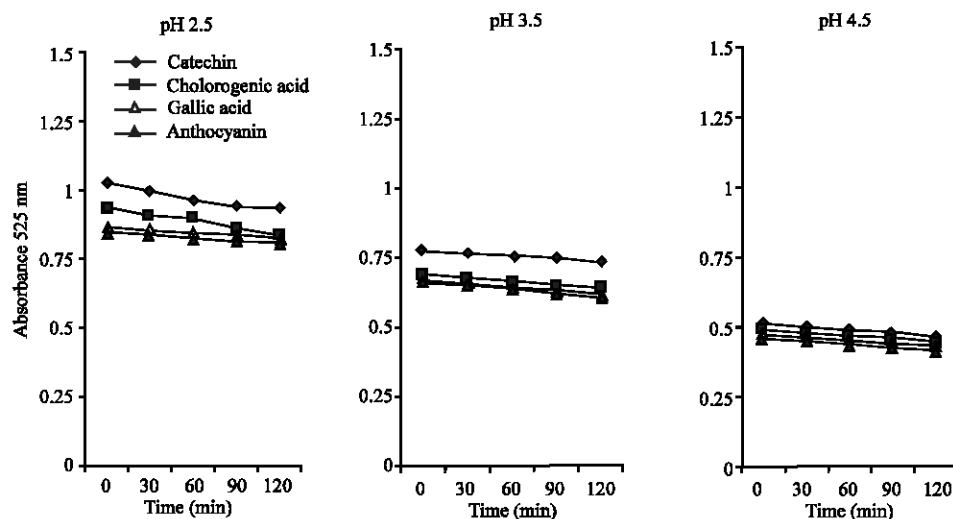 pH 2.5
1.5
1.25
1
0.75
0.5
0.25
0
Absorbance 525 nm
Catechin
Cholorogenic acid
Gallic acid
Anthocyanin
0 30 60 90 120
Time (min)
pH 3.5
1.5
1.25
1
0.75
0.5
0.25
0
0 30 60 90 120
Time (min)
pH 4.5
1.5
1.25
1
0.75
0.5
0.25
0
0 30 60 90 120
Time (min)